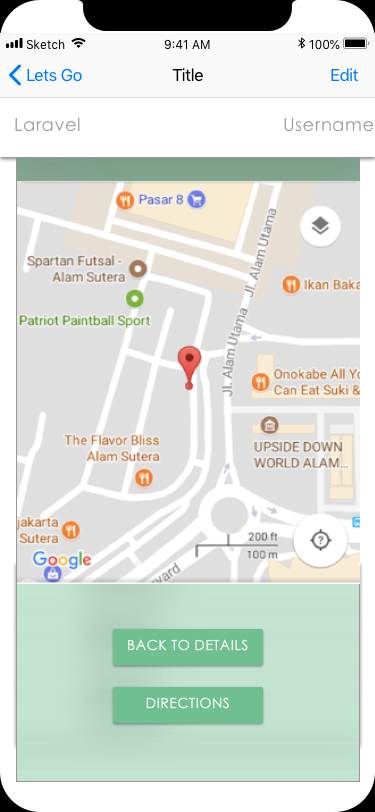 Sketch 9:41 AM 100%
Lets Go Title Edit
Laravel Username
Pasar 8
Jl. Alam Utama
Spartan Futsal -
Alam Sutera
Ikan Baka
Patriot Paintball Sport
Jl. Alam Utama
Onokabe All Yo
Can Eat Suki &
The Flavor Bliss
Alam Sutera
UPSIDE DOWN
WORLD ALAM...
jakarta
Sutera
200 ft
100 m
Google
vard
BACK TO DETAILS
DIRECTIONS